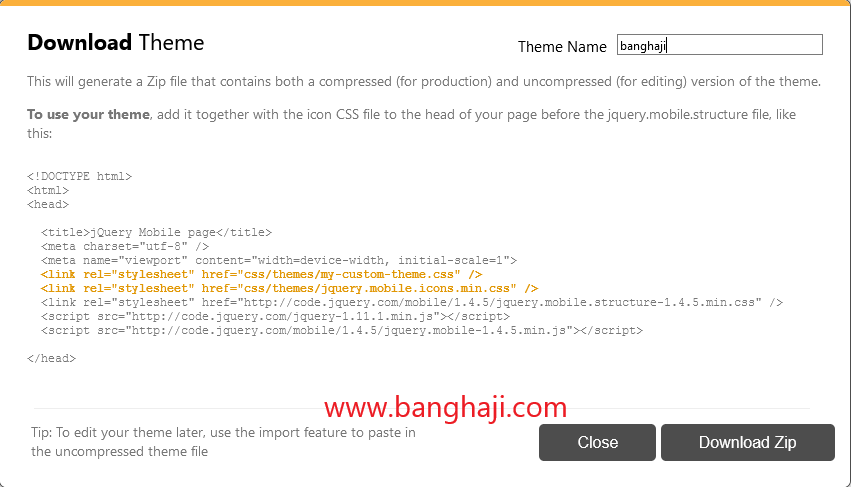 Download Theme
Theme Name banghaji
This will generate a Zip file that contains both a compressed (for production) and uncompressed (for editing) version of the theme.
To use your theme, add it together with the icon CSS file to the head of your page before the jquery.mobile.structure file, like
this:
<!DOCTYPE html>
<html>
<head>
<title>jQuery Mobile page</title>
<meta charset="utf-8" />
<meta name="viewport" content="width=device-width, initial-scale=1">
<link rel="stylesheet" href="css/themes/my-custom-theme.css" />
<link rel="stylesheet" href="css/themes/jquery.mobile.icons.min.css" />
<link rel="stylesheet" href="http://code.jquery.com/mobile/1.4.5/jquery.mobile.structure-1.4.5.min.css" />
<script src="http://code.jquery.com/jquery-1.11.1.min.js"></script>
<script src="http://code.jquery.com/mobile/1.4.5/jquery.mobile-1.4.5.min.js"></script>
</head>
www.banghaji.com
Tip: To edit your theme later, use the import feature to paste in
the uncompressed theme file
Close
Download Zip